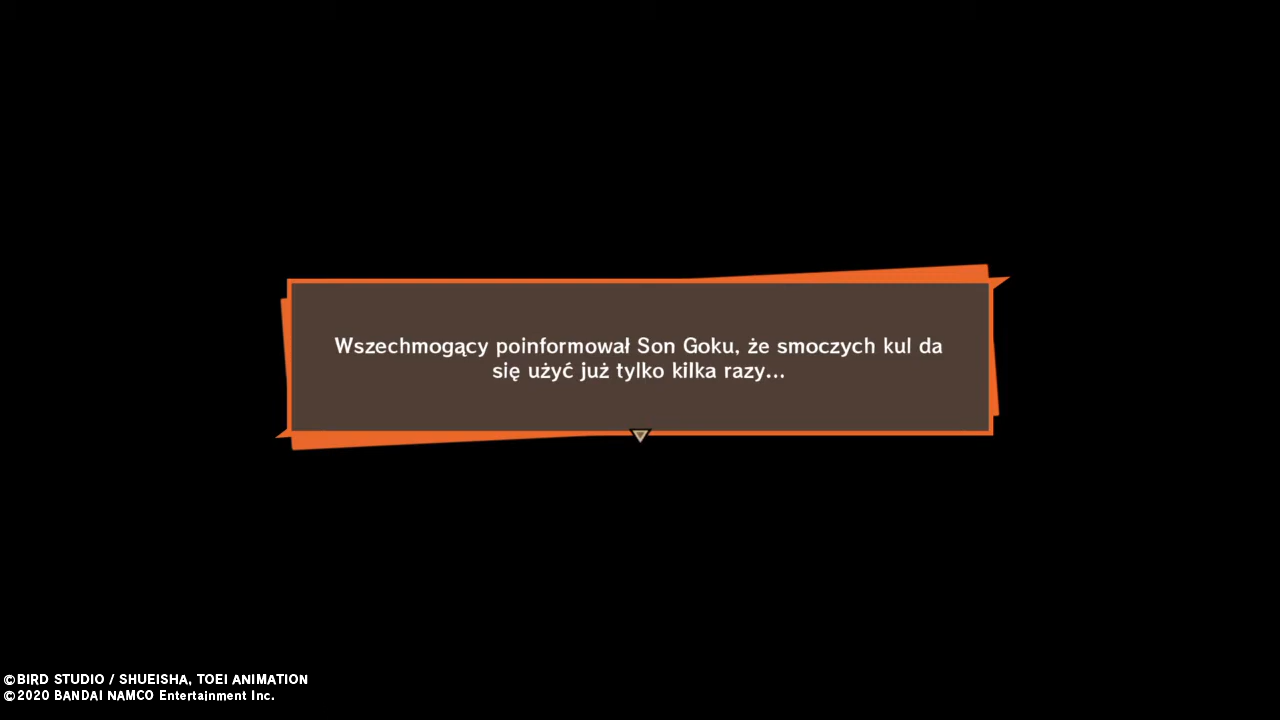 Wszechmogący poinformował Son Goku, że smoczych kul da
się użyć już tylko kilka razy...
©BIRD STUDIO / SHUEISHA, TOEI ANIMATION
©2020 BANDAI NAMCO Entertainment Inc.